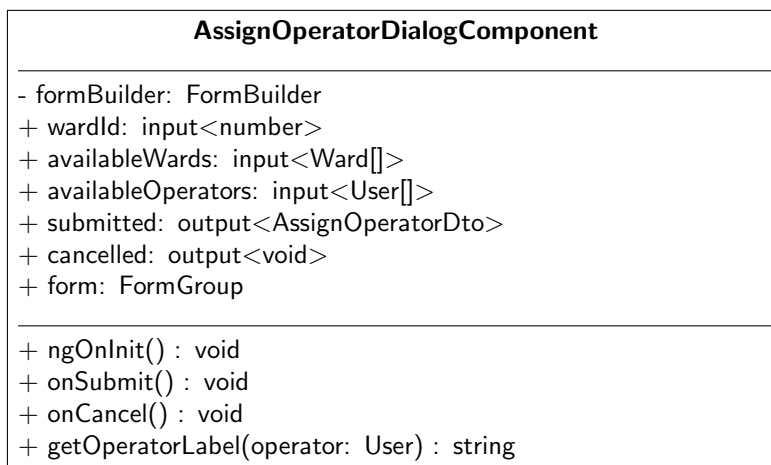 AssignOperatorDialogComponent
- formBuilder: FormBuilder
+ wardId: input<number>
+ availableWards: input<Ward[]>
+ availableOperators: input<User[]>
+ submitted: output<AssignOperatorDto>
+ cancelled: output<void>
+ form: FormGroup
+ ngOnInit() : void
+ onSubmit() : void
+ onCancel() : void
+ getOperatorLabel(operator: User) : string